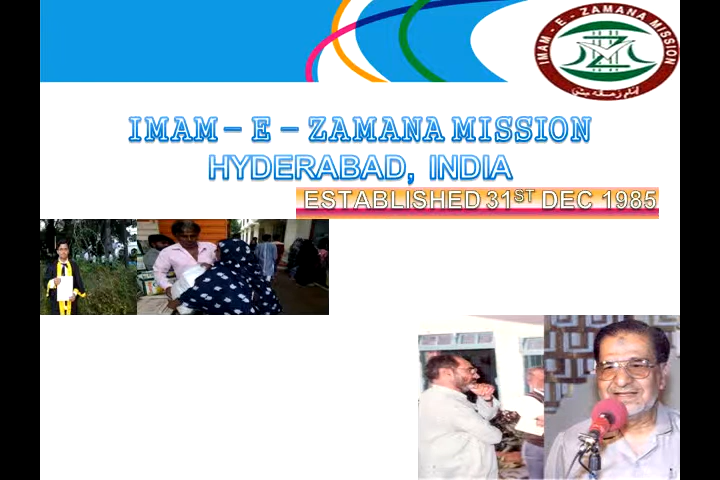 IMAM - E - ZAMANA MISSION
IMAM – E – ZAMANA MISSION
HYDERABAD, INDIA
ESTABLISHED 31ST DEC 1985